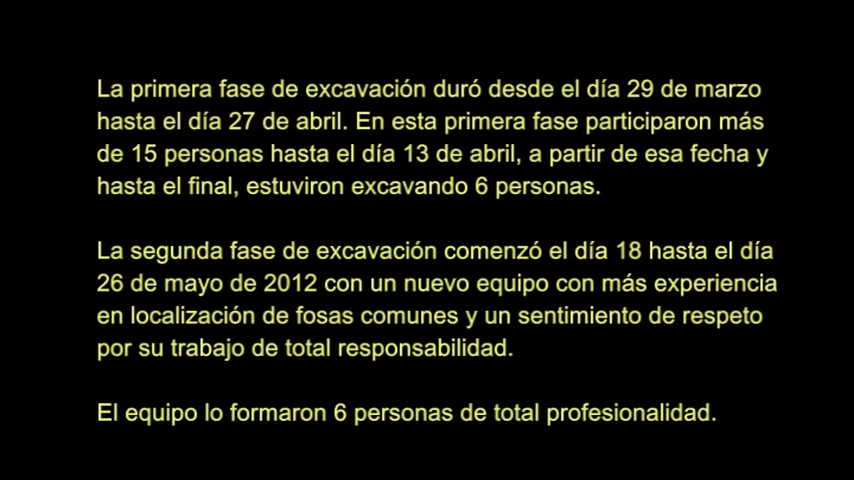 La primera fase de excavación duró desde el día 29 de marzo
hasta el día 27 de abril. En esta primera fase participaron más
de 15 personas hasta el día 13 de abril, a partir de esa fecha y
hasta el final, estuviron excavando 6 personas.
La segunda fase de excavación comenzó el día 18 hasta el día
26 de mayo de 2012 con un nuevo equipo con más experiencia
en localización de fosas comunes y un sentimiento de respeto
por su trabajo de total responsabilidad.
El equipo lo formaron 6 personas de total profesionalidad.